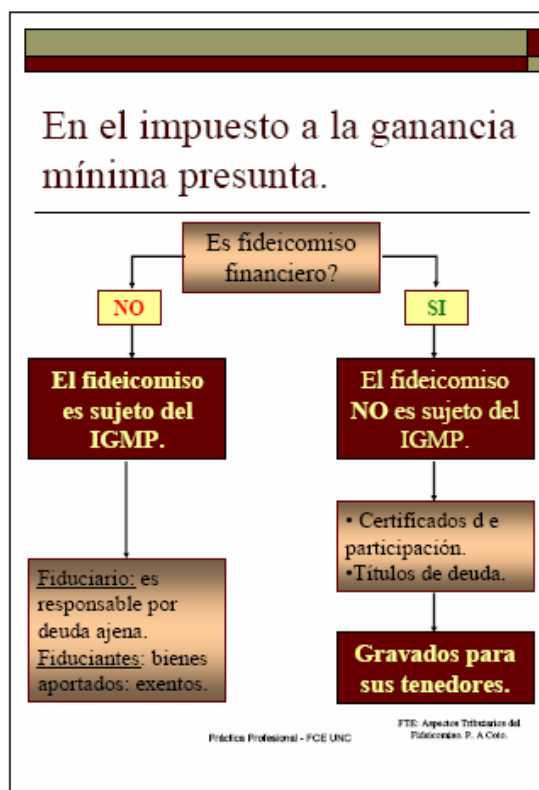 En el impuesto a la ganancia
mínima presunta.
Es fideicomiso
financiero?
NO
SI
El fideicomiso
es sujeto del
IGMP.
El fideicomiso
NO es sujeto del
IGMP.
• Certificados d e
participación.
•Títulos de deuda.
Fiduciario: es
responsable por
deuda ajena.
Fiduciantes: bienes
aportados: exentos.
Gravados para
sus tenedores.
Práctica Profesional - FCE UNC
FTE: Aspectos Tributarios del
Fideicomiso. P. A Coto.